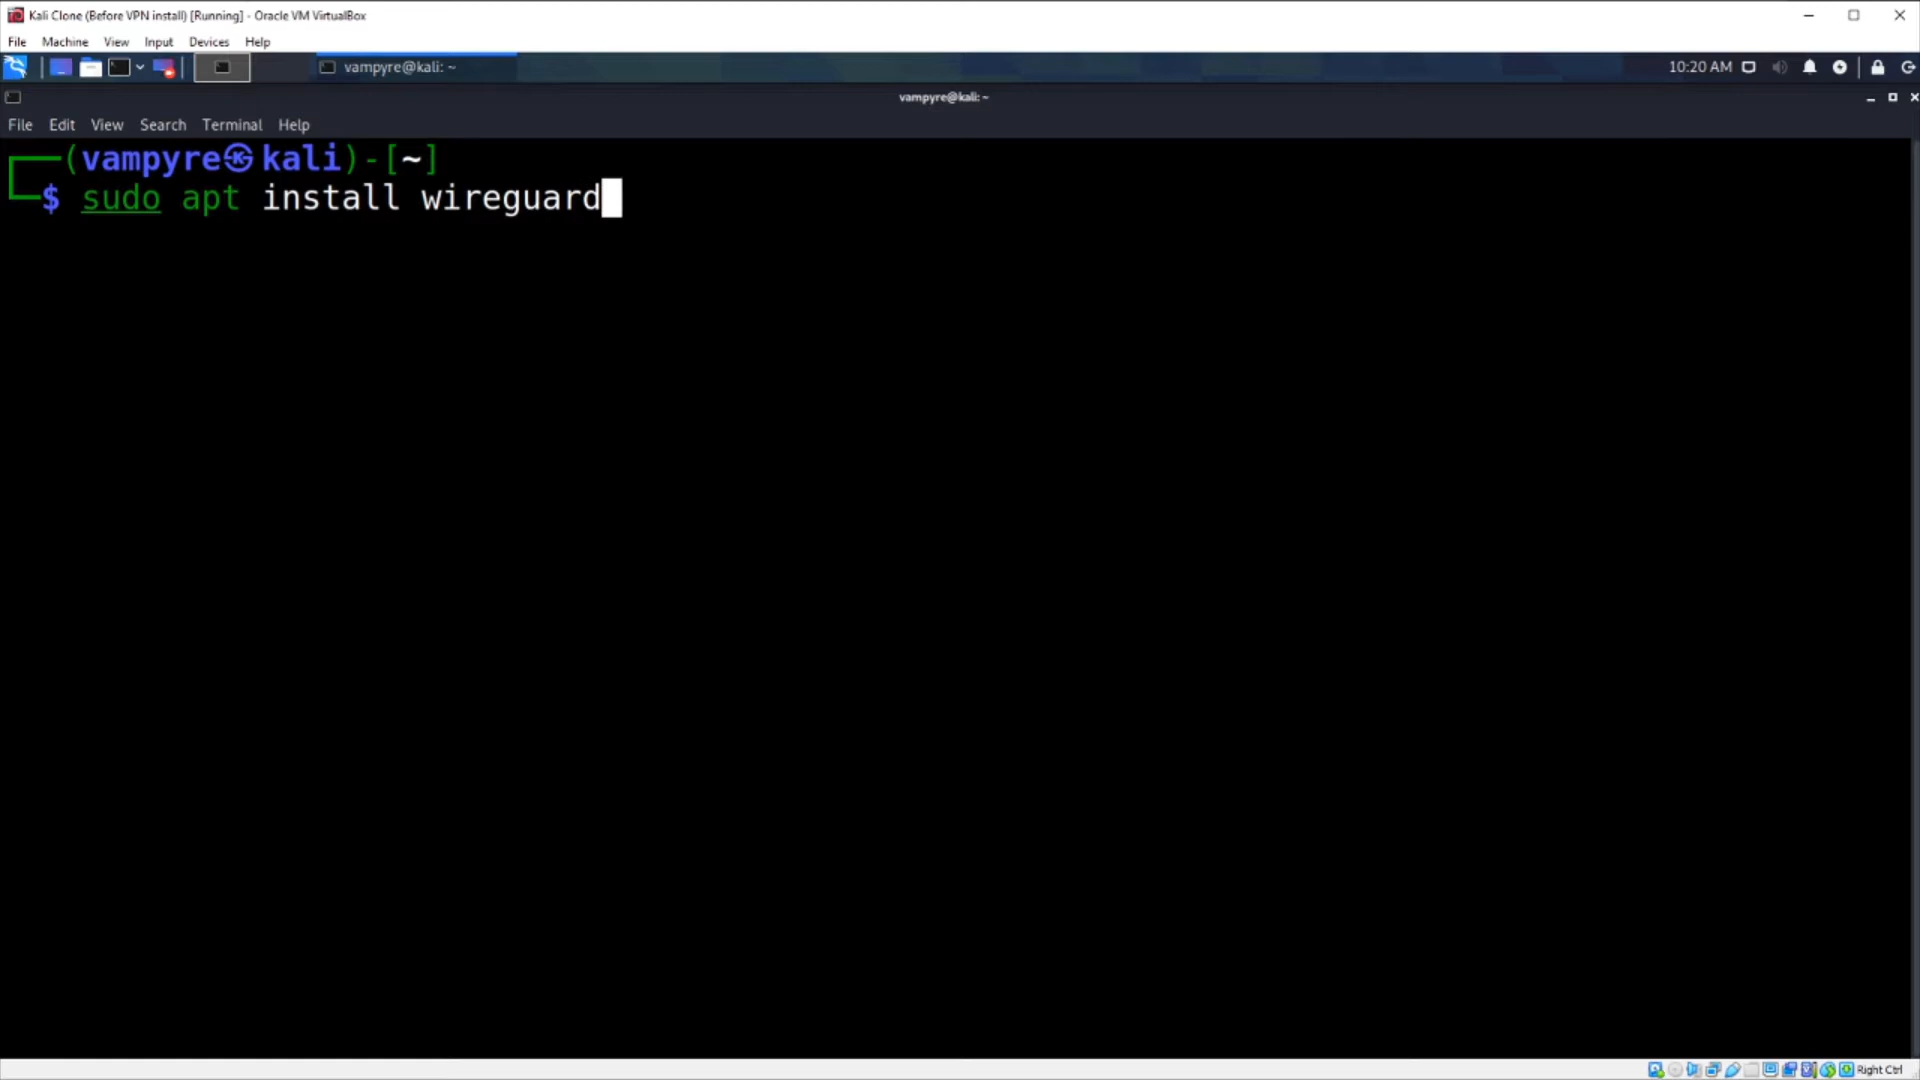 Kali Clone (Before VPN install) [Running] - Oracle VM VirtualBox
File Machine View Input Devices Help
vampyre@kali: ~ 10:20 AM
vampyre@kali: ~
File Edit View Search Terminal Help
(vampyre㉿kali)-[~]
$ sudo apt install wireguard
Right Ctrl